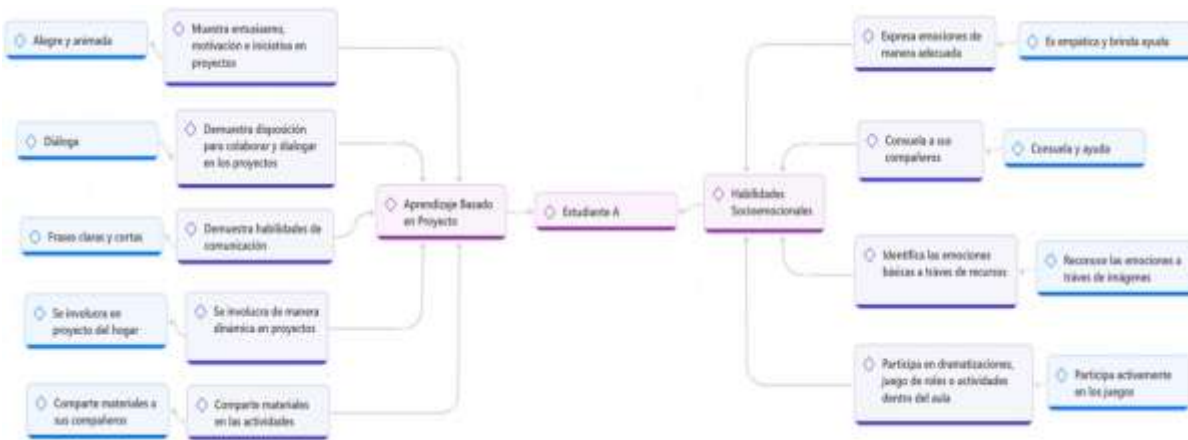 Alegre y animada
Muestra entusiasmo,
motivación e iniciativa en
proyectos
Diáloga
Demuestra disposición
para colaborar y dialogar
en los proyectos
Frases claras y cortas
Demuestra habilidades de
comunicación
Se involucra en
proyecto del hogar
Se involucra de manera
dinámica en proyectos
Comparte materiales a
sus compañeros
Comparte materiales
en las actividades
Aprendizaje Basado
en Proyecto
Estudiante A
Habilidades
Socioemocionales
Expresa emociones de
manera adecuada
Es empática y brinda ayuda
Consuela a sus
compañeros
Consuela y ayuda
Identifica las emociones
básicas a tráves de recursos
Reconoce las emociones a
tráves de imágenes
Participa en dramatizaciones,
juego de roles o actividades
dentro del aula
Participa activamente
en los juegos